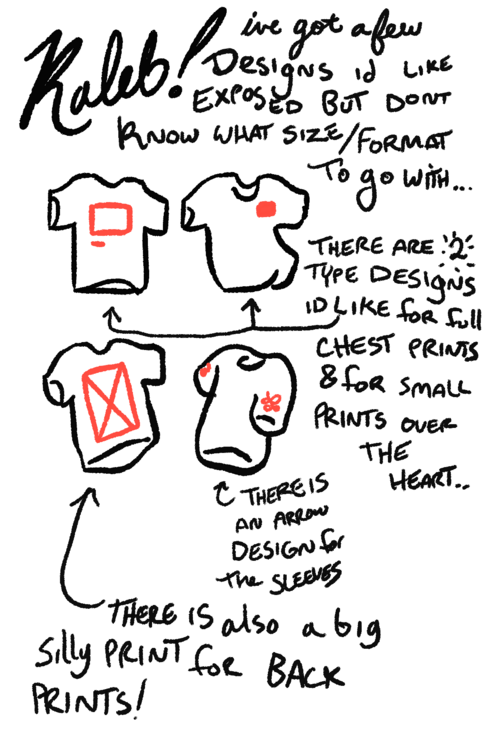 Kaleb!
ive got a few
DESIGNS id LIKE
EXPOSED BUT DONT
KNOW WHAT SIZE/FORMAT
To go WITH...
THERE ARE 2
TYPE DESIGNS
ID LIKE for full
CHEST PRINTS
& for SMALL
PRINTS OVER
THE
HEART..
THERE IS
AN ARROW
DESIGN for
the SLEEVES
THERE IS also a big
Silly PRINT for BACK
PRINTS!